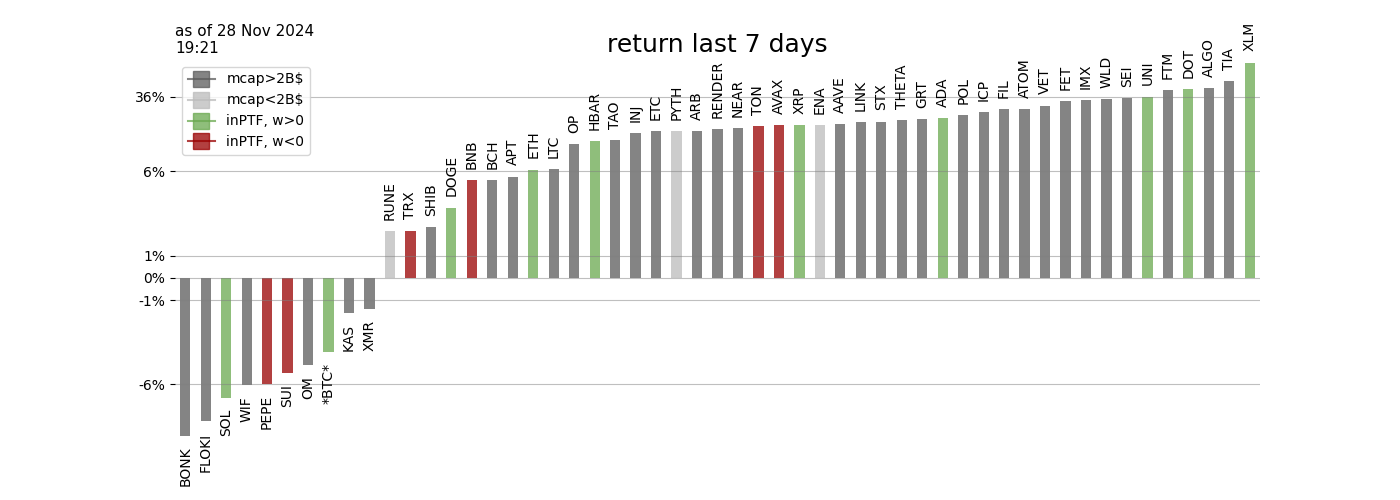 as of 28 Nov 2024
19:21
return last 7 days
mcap>2B$
mcap<2B$
inPTF, w>0
inPTF, w<0
36%
6%
1%
0%
-1%
-6%
BONK
FLOKI
SOL
WIF
PEPE
SUI
OM
*BTC*
KAS
XMR
RUNE
TRX
SHIB
DOGE
BNB
BCH
APT
ETH
LTC
OP
HBAR
TAO
INJ
ETC
PYTH
ARB
RENDER
NEAR
TON
AVAX
XRP
ENA
AAVE
LINK
STX
THETA
GRT
ADA
POL
ICP
FIL
ATOM
VET
FET
IMX
WLD
SEI
UNI
FTM
DOT
ALGO
TIA
XLM